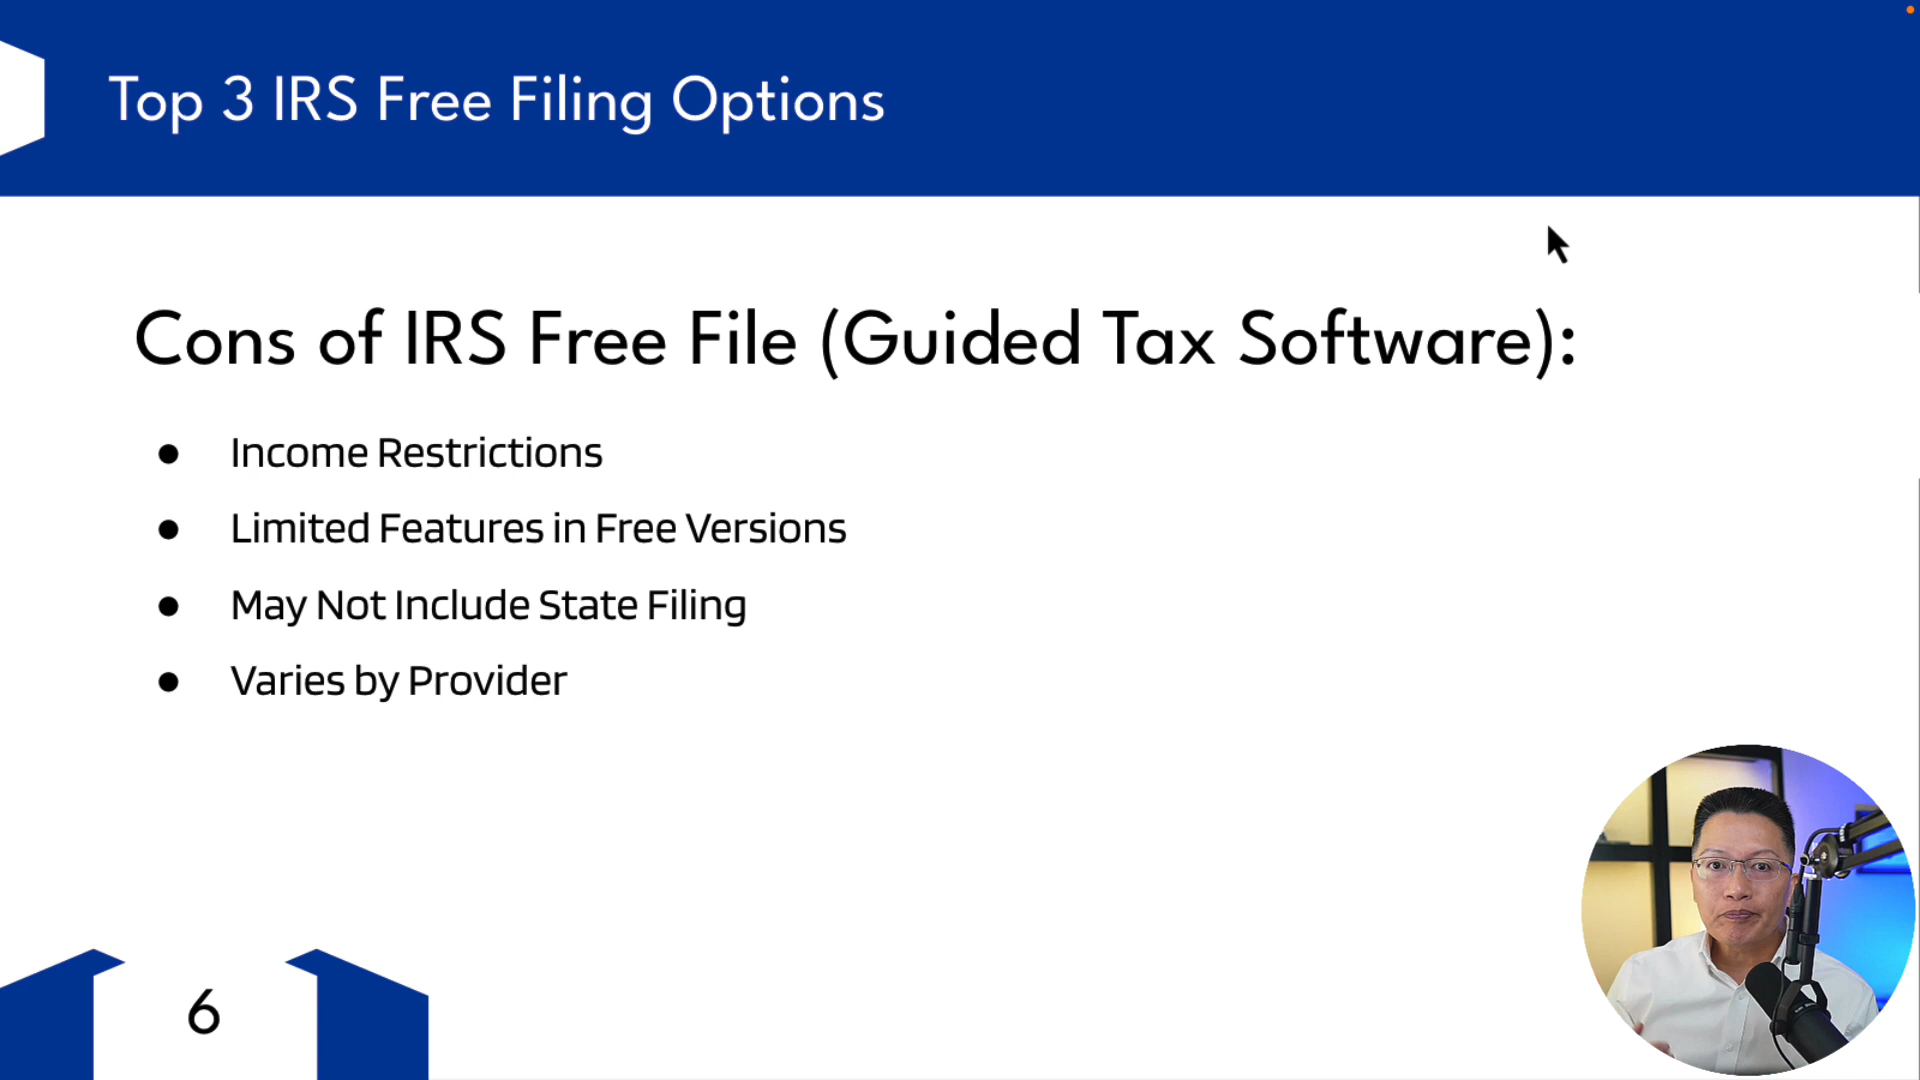 Top 3 IRS Free Filing Options
Cons of IRS Free File (Guided Tax Software):
● Income Restrictions
● Limited Features in Free Versions
● May Not Include State Filing
● Varies by Provider
6